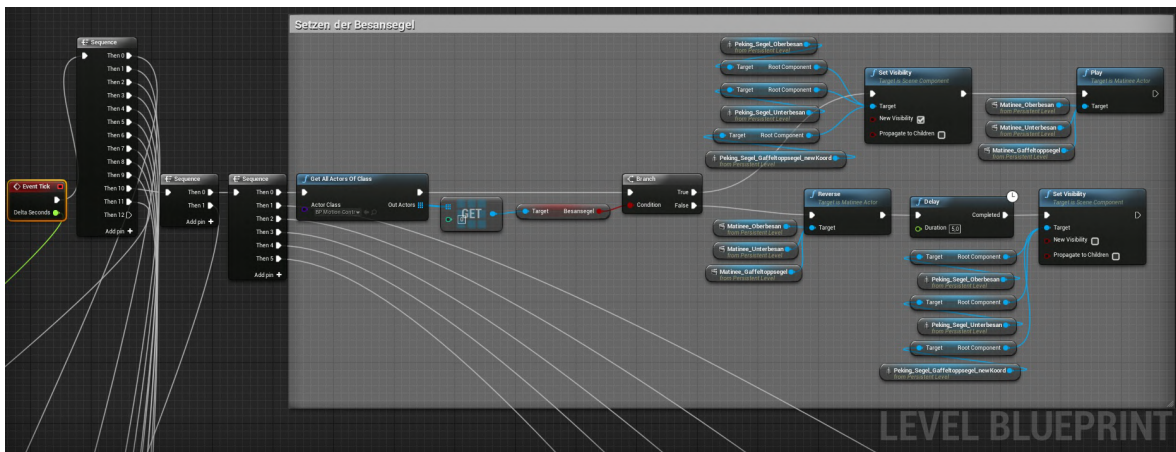 Setzen der Besansegel
Sequence
Then 0
Then 1
Then 2
Then 3
Then 4
Then 5
Then 6
Then 7
Then 8
Then 9
Then 10
Then 11
Then 12
Add pin +
Event Tick
Delta Seconds
Sequence
Then 0
Then 1
Add pin +
Sequence
Then 0
Then 1
Then 2
Then 3
Then 4
Then 5
Add pin +
Get All Actors Of Class
Actor Class
Out Actors
BP Motion Contr
GET
0
Target Besansegel
Branch
True
Condition False
Peking_Segel_Oberbesan
from Persistent Level
Target Root Component
Target Root Component
Peking_Segel_Unterbesan
from Persistent Level
Target Root Component
Peking_Segel_Gaffeltoppsegel_newKoord
from Persistent Level
Set Visibility
Target is Scene Component
Target
New Visibility
Propagate to Children
Play
Target is Matinee Actor
Target
Matinee_Oberbesan
from Persistent Level
Matinee_Unterbesan
from Persistent Level
Matinee_Gaffeltoppsegel
from Persistent Level
Reverse
Target is Matinee Actor
Target
Matinee_Oberbesan
from Persistent Level
Matinee_Unterbesan
from Persistent Level
Matinee_Gaffeltoppsegel
from Persistent Level
Delay
Completed
Duration 5,0
Set Visibility
Target is Scene Component
Target
New Visibility
Propagate to Children
Target Root Component
Peking_Segel_Oberbesan
from Persistent Level
Target Root Component
Peking_Segel_Unterbesan
from Persistent Level
Target Root Component
Peking_Segel_Gaffeltoppsegel_newKoord
from Persistent Level
LEVEL BLUEPRINT